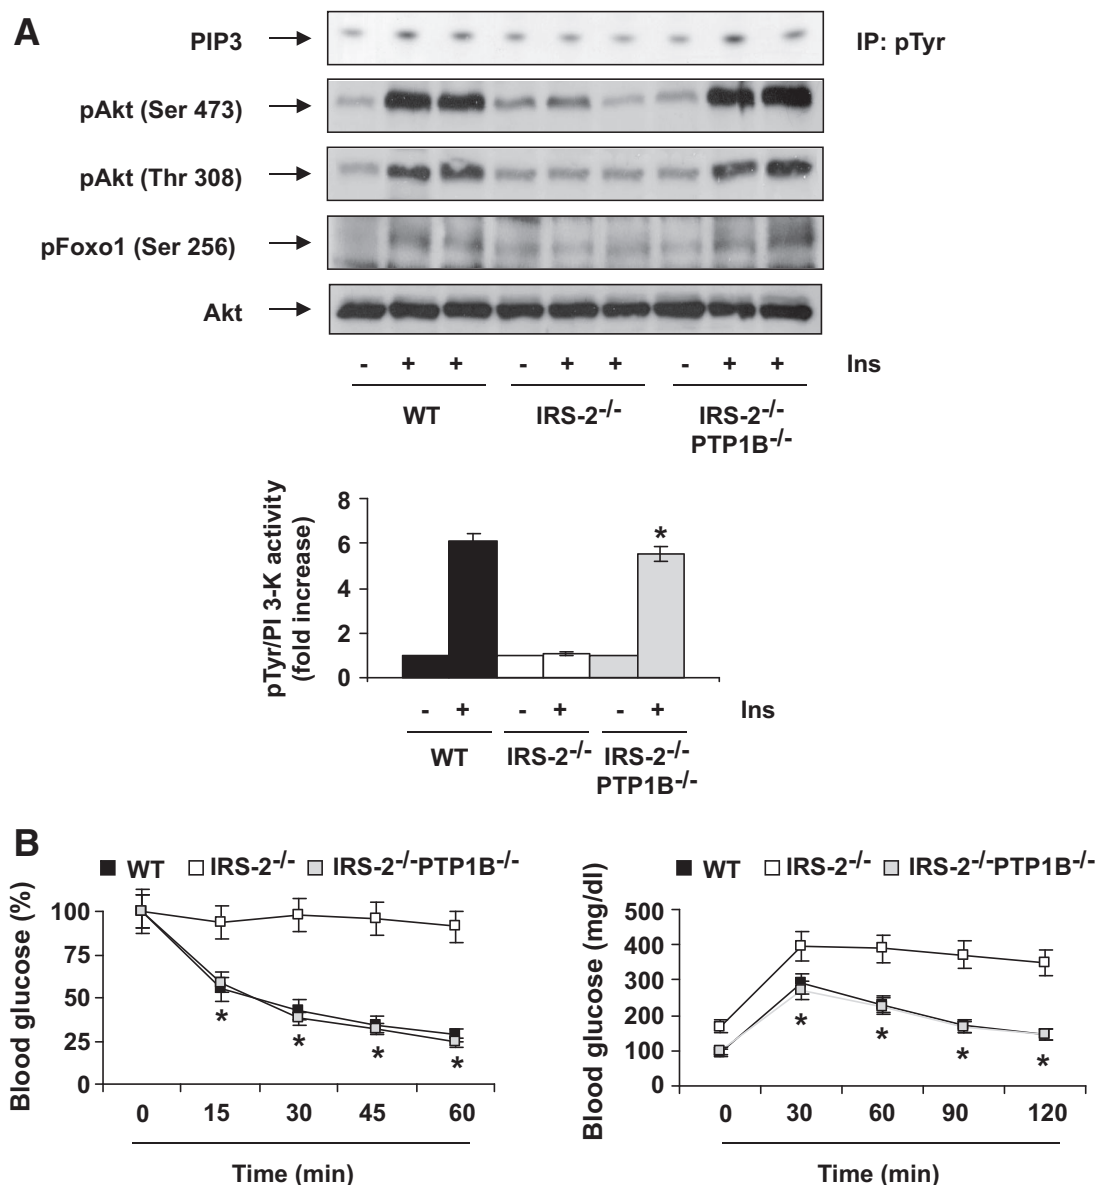 A
PIP3
IP: pTyr
pAkt (Ser 473)
pAkt (Thr 308)
pFoxo1 (Ser 256)
Akt
- + + - + + - + + Ins
WT IRS-2-/- IRS-2-/-
PTP1B-/-
pTyr/PI 3-K activity
(fold increase)
8
6
4
2
0
*
- + - + - + Ins
WT IRS-2-/- IRS-2-/-
PTP1B-/-
B
WT IRS-2-/- IRS-2-/-PTP1B-/-
Blood glucose (%)
100
75
50
25
0
* * * *
0 15 30 45 60
Time (min)
WT IRS-2-/- IRS-2-/-PTP1B-/-
Blood glucose (mg/dl)
500
400
300
200
100
0
* * * *
0 30 60 90 120
Time (min)